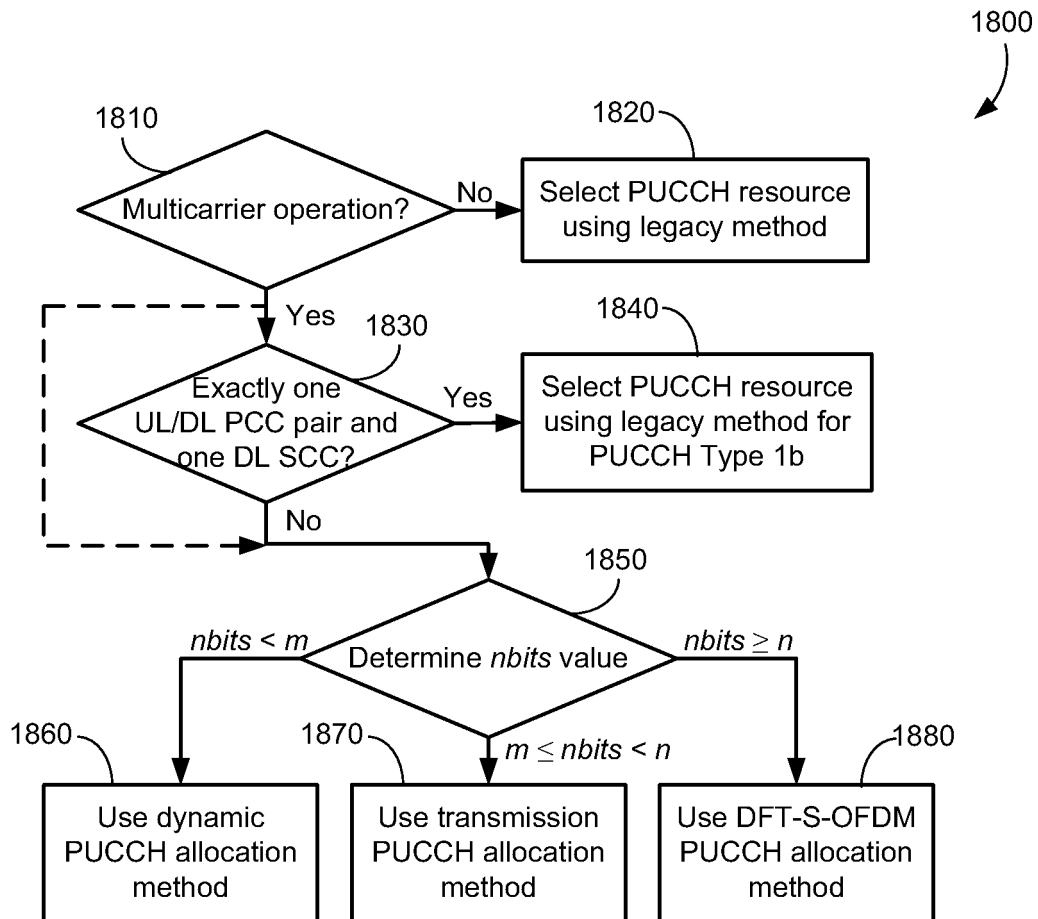 1800
1810
Multicarrier operation?
No
1820
Select PUCCH resource
using legacy method
Yes
1830
Exactly one
UL/DL PCC pair and
one DL SCC?
Yes
1840
Select PUCCH resource
using legacy method for
PUCCH Type 1b
No
1850
Determine nbits value
nbits < m
nbits ≥ n
m ≤ nbits < n
1860
Use dynamic
PUCCH allocation
method
1870
Use transmission
PUCCH allocation
method
1880
Use DFT-S-OFDM
PUCCH allocation
method